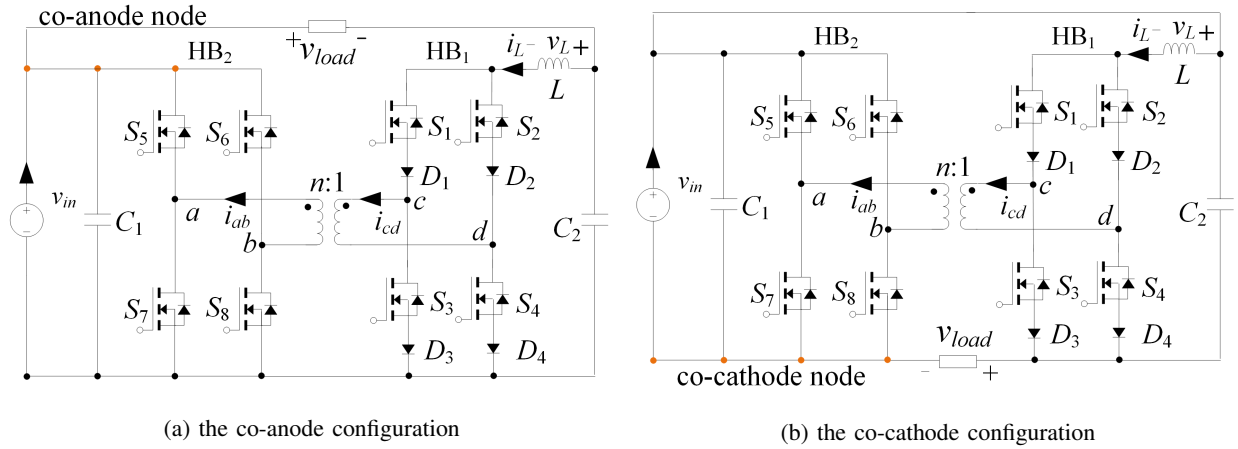 co-anode node
+ v_load -
HB2
HB1
i_L - v_L +
L
S5
S6
S1
S2
D1
D2
v_in
+
-
C1
n:1
a
i_ab
b
i_cd
c
d
C2
S7
S8
S3
S4
D3
D4
(a) the co-anode configuration
HB2
HB1
i_L - v_L +
L
S5
S6
S1
S2
D1
D2
v_in
+
-
C1
n:1
a
i_ab
b
i_cd
c
d
C2
S7
S8
S3
S4
D3
D4
v_load
- +
co-cathode node
(b) the co-cathode configuration